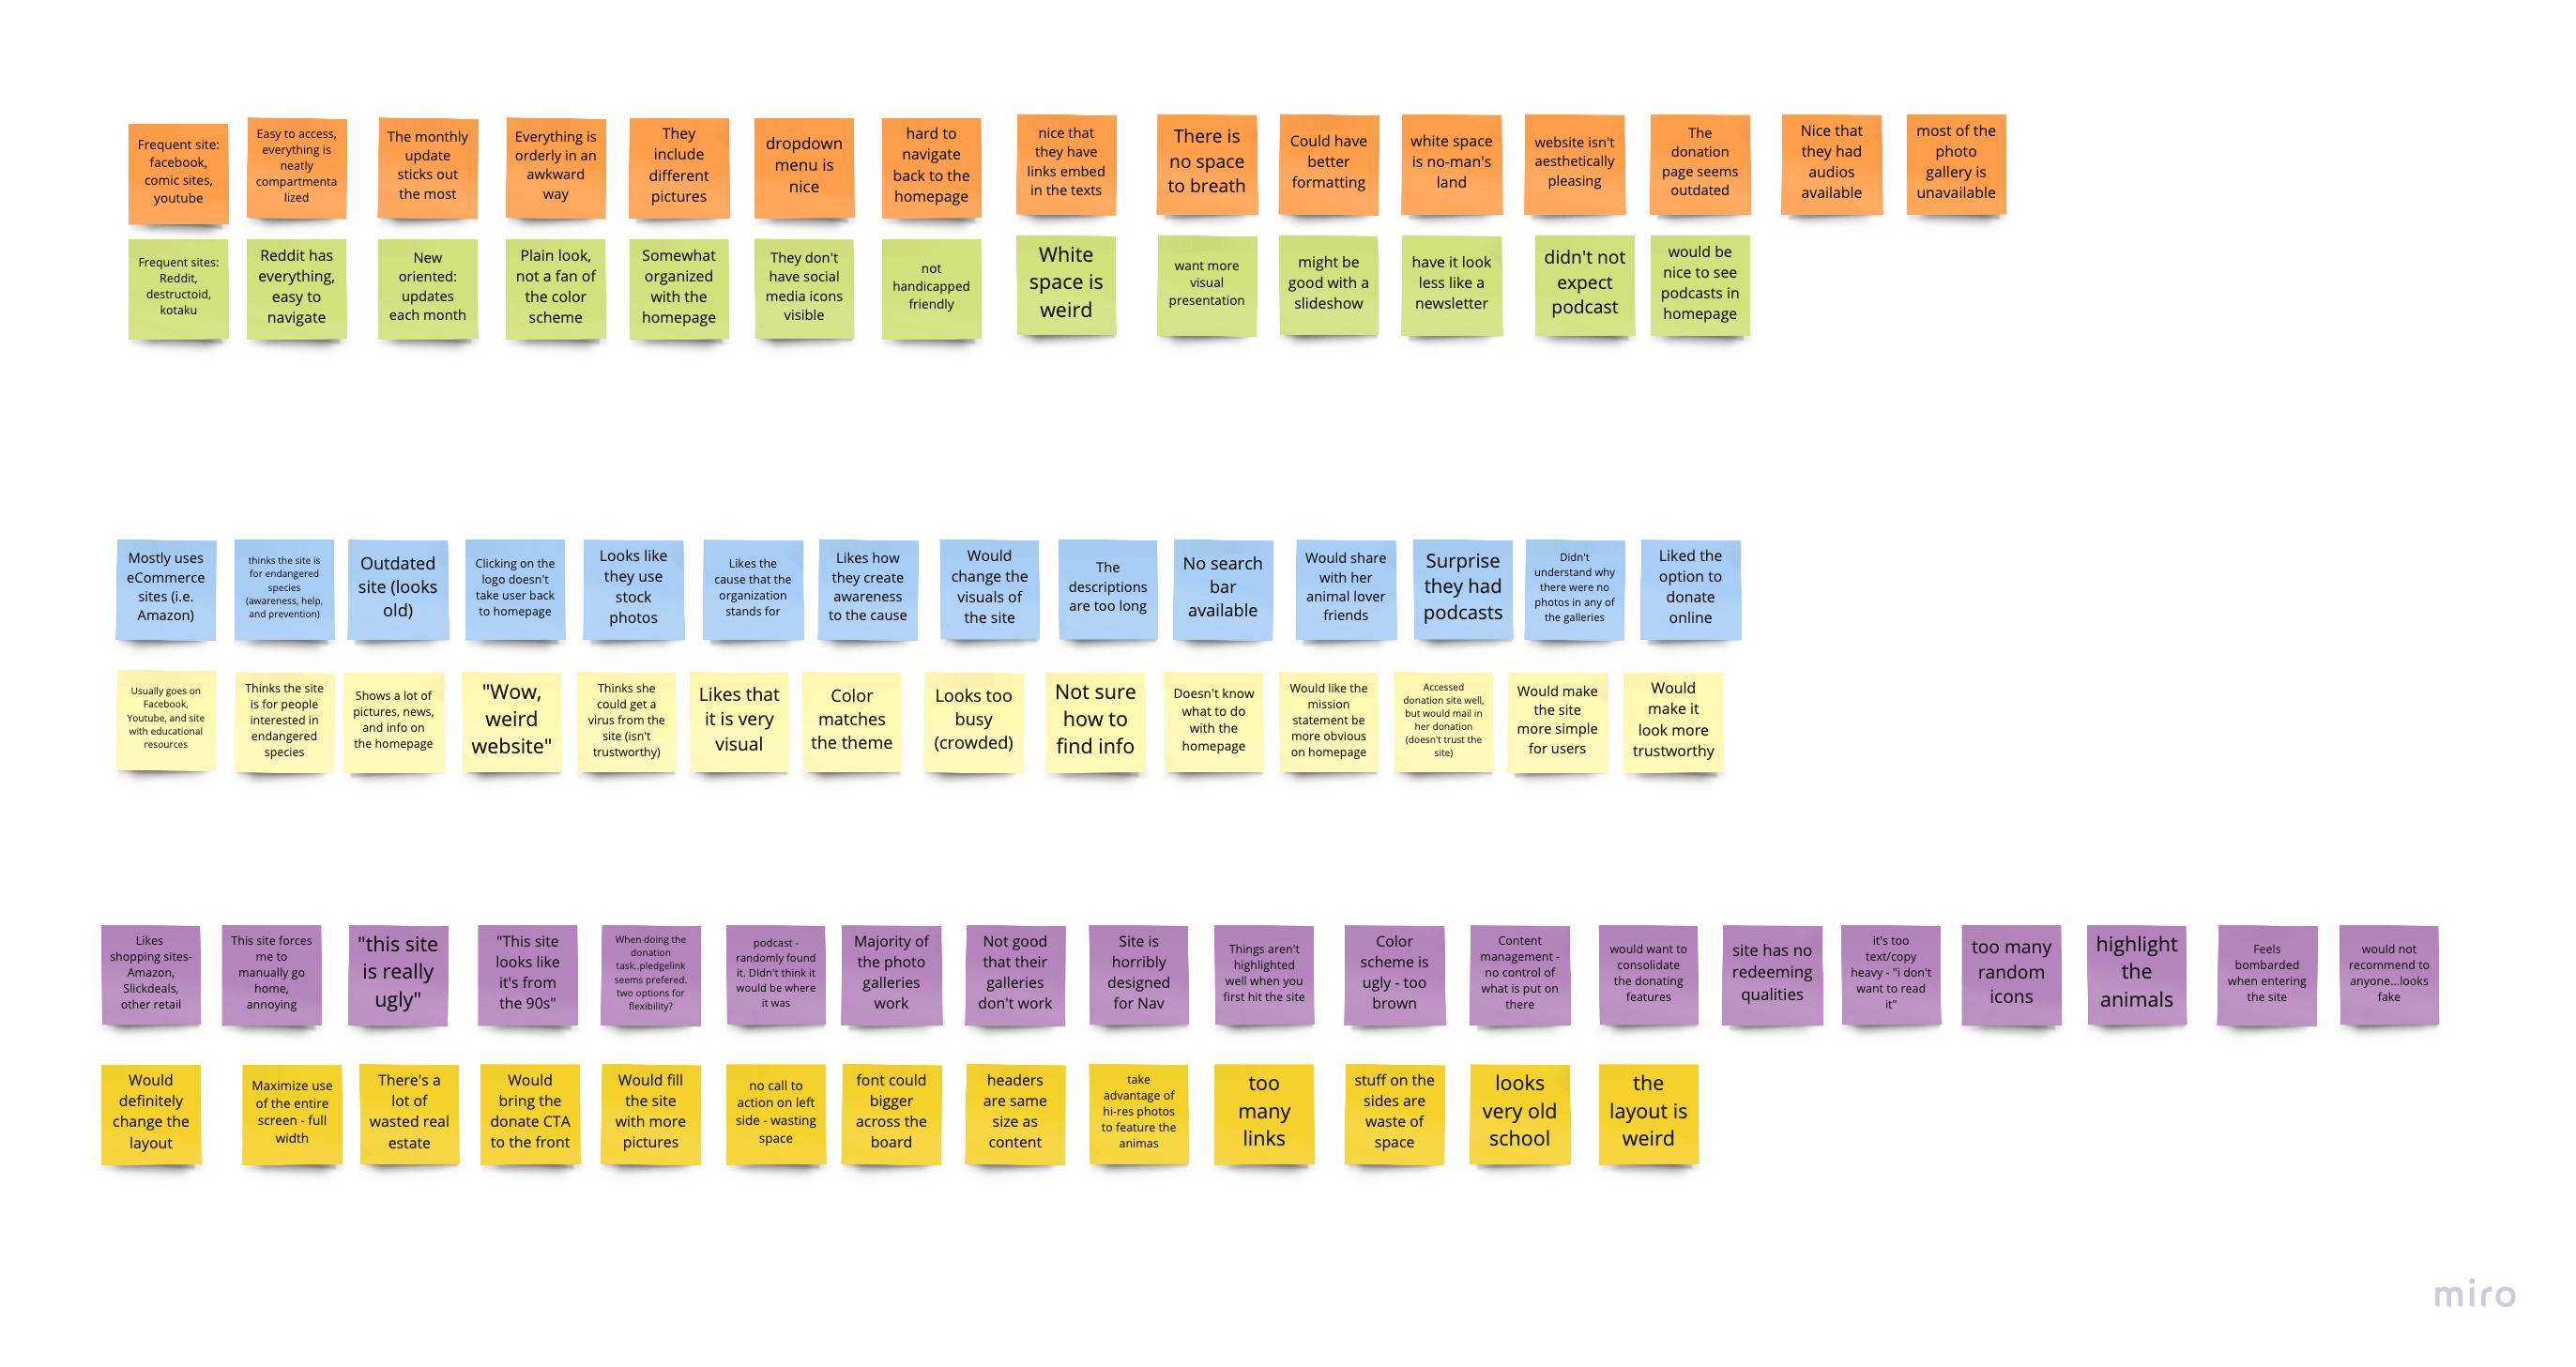 Frequent site:
facebook,
comic sites,
youtube
Easy to access,
everything is
neatly
compartmenta
lized
The monthly
update
sticks out
the most
Everything is
orderly in an
awkward
way
They
include
different
pictures
dropdown
menu is
nice
hard to
navigate
back to the
homepage
nice that
they have
links embed
in the texts
There is
no space
to breath
Could have
better
formatting
white space
is no-man's
land
website isn't
aesthetically
pleasing
The
donation
page seems
outdated
Nice that
they had
audios
available
most of the
photo
gallery is
unavailable
Frequent sites:
Reddit,
destructoid,
kotaku
Reddit has
everything,
easy to
navigate
New
oriented:
updates
each month
Plain look,
not a fan of
the color
scheme
Somewhat
organized
with the
homepage
They don't
have social
media icons
visible
not
handicapped
friendly
White
space is
weird
want more
visual
presentation
might be
good with a
slideshow
have it look
less like a
newsletter
didn't not
expect
podcast
would be
nice to see
podcasts in
homepage
Mostly uses
eCommerce
sites (i.e.
Amazon)
thinks the site is
for endangered
species
(awareness, help,
and prevention)
Outdated
site (looks
old)
Clicking on the
logo doesn't
take user back
to homepage
Looks like
they use
stock
photos
Likes the
cause that the
organization
stands for
Likes how
they create
awareness
to the cause
Would
change the
visuals of
the site
The
descriptions
are too long
No search
bar
available
Would share
with her
animal lover
friends
Surprise
they had
podcasts
Didn't
understand why
there were no
photos in any of
the galleries
Liked the
option to
donate
online
Usually goes on
Facebook,
Youtube, and site
with educational
resources
Thinks the site
is for people
interested in
endangered
species
Shows a lot of
pictures, news,
and info on
the homepage
"Wow,
weird
website"
Thinks she
could get a
virus from the
site (isn't
trustworthy)
Likes that
it is very
visual
Color
matches
the theme
Looks too
busy
(crowded)
Not sure
how to
find info
Doesn't know
what to do
with the
homepage
Would like the
mission
statement be
more obvious
on homepage
Accessed
donation site well,
but would mail in
her donation
(doesn't trust the
site)
Would make
the site
more simple
for users
Would
make it
look more
trustworthy
Likes
shopping sites-
Amazon,
Slickdeals,
other retail
This site forces
me to
manually go
home,
annoying
"this site
is really
ugly"
"This site
looks like
it's from
the 90s"
When doing the
donation
task..pledgelink
seems prefered.
two options for
flexibility?
podcast -
randomly found
it. DIdn't think it
would be where
it was
Majority of
the photo
galleries
work
Not good
that their
galleries
don't work
Site is
horribly
designed
for Nav
Things aren't
highlighted
well when you
first hit the site
Color
scheme is
ugly - too
brown
Content
management -
no control of
what is put on
there
would want to
consolidate
the donating
features
site has no
redeeming
qualities
it's too
text/copy
heavy - "i don't
want to read
it"
too many
random
icons
highlight
the
animals
Feels
bombarded
when entering
the site
would not
recommend to
anyone...looks
fake
Would
definitely
change the
layout
Maximize use
of the entire
screen - full
width
There's a
lot of
wasted real
estate
Would
bring the
donate CTA
to the front
Would fill
the site
with more
pictures
no call to
action on left
side - wasting
space
font could
bigger
across the
board
headers
are same
size as
content
take
advantage of
hi-res photos
to feature the
animas
too
many
links
stuff on the
sides are
waste of
space
looks
very old
school
the
layout is
weird
miro